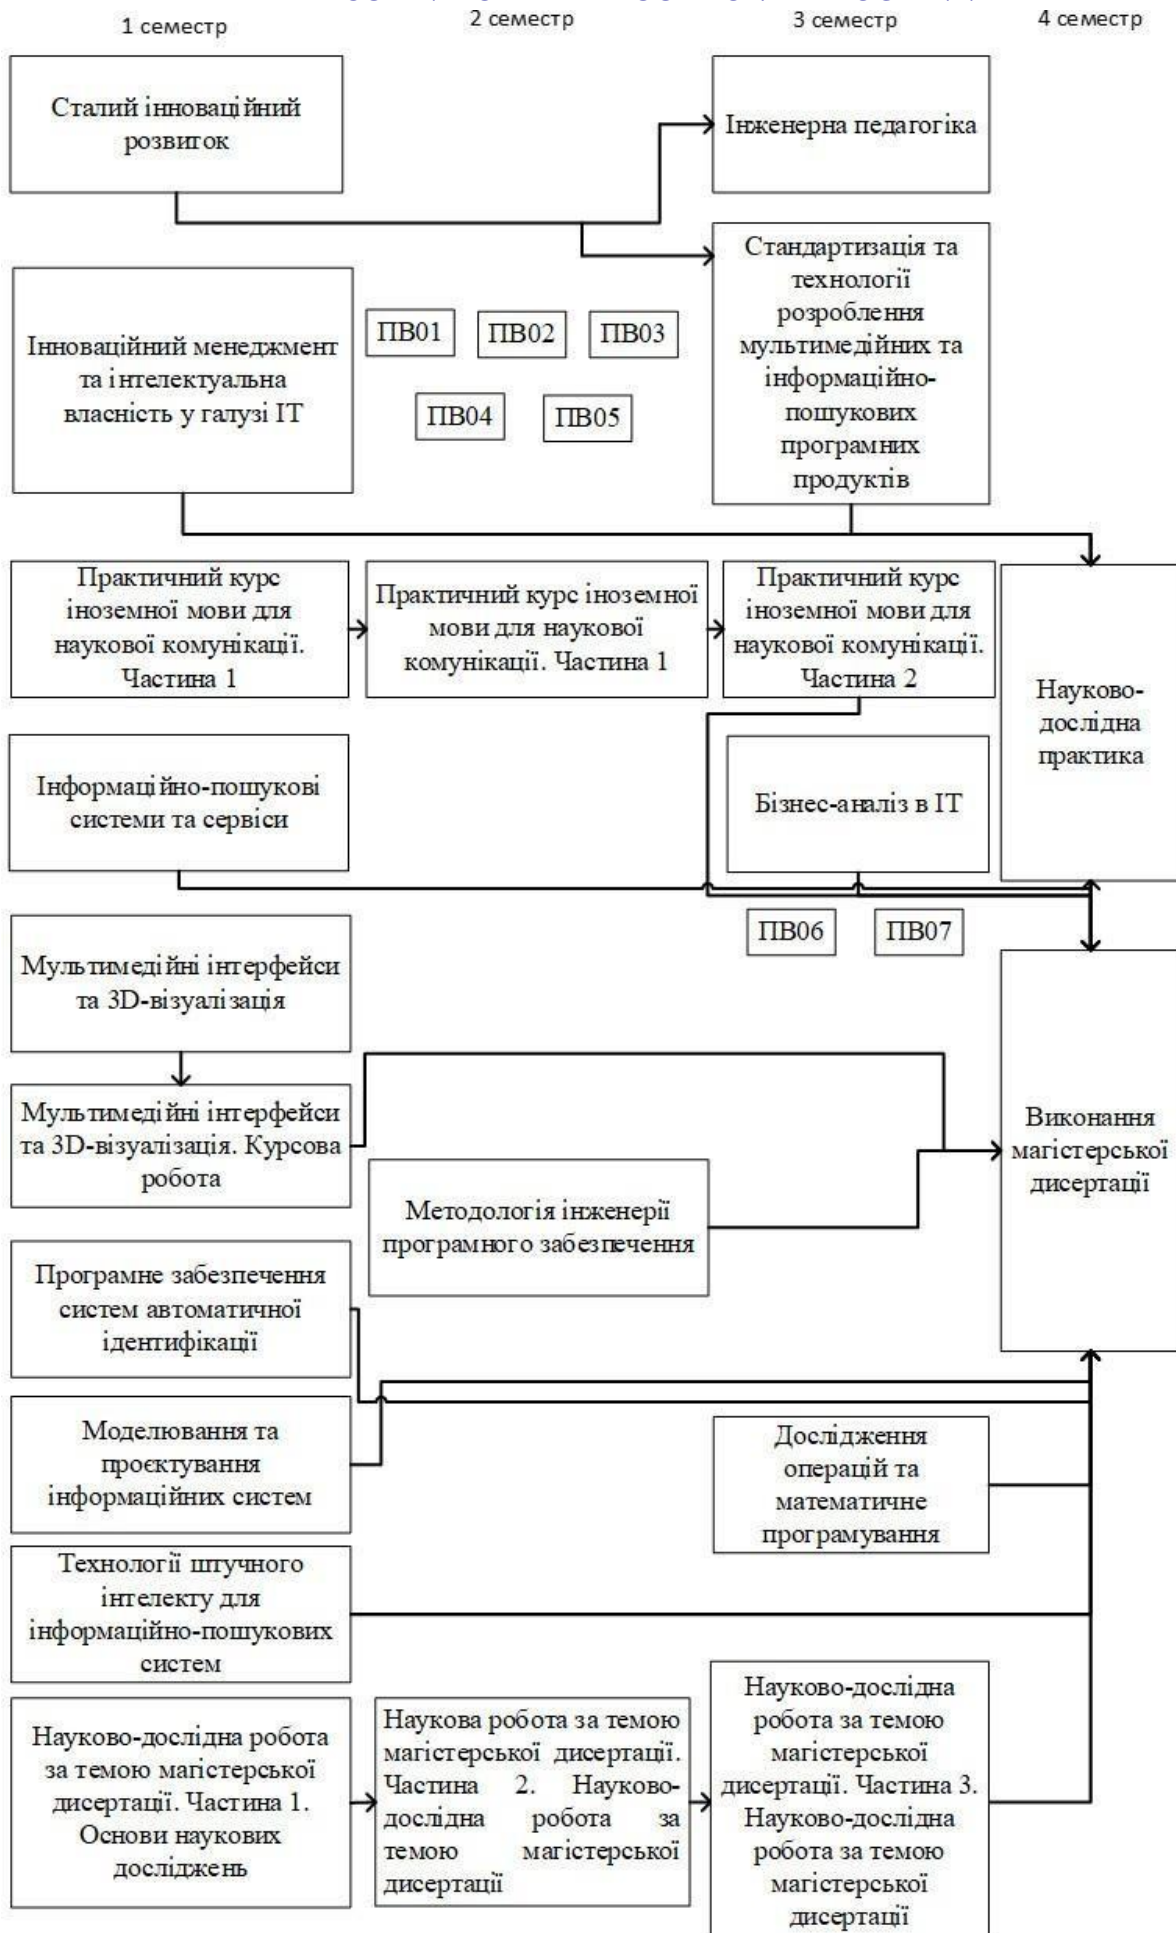 1 семестр
2 семестр
3 семестр
4 семестр
Сталий інноваційний
розвиток
Інженерна педагогіка
Інноваційний менеджмент
та інтелектуальна
власність у галузі ІТ
ПВ01
ПВ02
ПВ03
ПВ04
ПВ05
Стандартизація та
технології
розроблення
мультимедійних та
інформаційно-
пошукових
програмних
продуктів
Практичний курс
іноземної мови для
наукової комунікації.
Частина 1
Практичний курс іноземної
мови для наукової
комунікації. Частина 1
Практичний курс
іноземної мови для
наукової комунікації.
Частина 2
Науково-
дослідна
практика
Інформаційно-пошукові
системи та сервіси
Бізнес-аналіз в ІТ
ПВ06
ПВ07
Мультимедійні інтерфейси
та 3D-візуалізація
Мультимедійні інтерфейси
та 3D-візуалізація. Курсова
робота
Методологія інженерії
програмного забезпечення
Виконання
магістерської
дисертації
Програмне забезпечення
систем автоматичної
ідентифікації
Моделювання та
проєктування
інформаційних систем
Дослідження
операцій та
математичне
програмування
Технології штучного
інтелекту для
інформаційно-пошукових
систем
Науково-дослідна робота
за темою магістерської
дисертації. Частина 1.
Основи наукових
досліджень
Наукова робота за темою
магістерської дисертації.
Частина 2. Науково-
дослідна робота за
темою магістерської
дисертації
Науково-дослідна
робота за темою
магістерської
дисертації. Частина 3.
Науково-дослідна
робота за темою
магістерської
дисертації